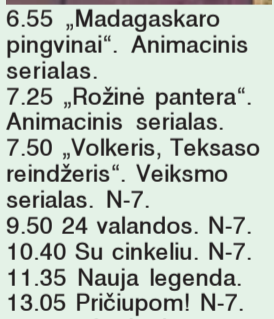 6.55 „Madagaskaro
pingvinai“. Animacinis
serialas.
7.25 „Rožinė pantera“.
Animacinis serialas.
7.50 „Volkeris, Teksaso
reindžeris“. Veiksmo
serialas. N-7.
9.50 24 valandos. N-7.
10.40 Su cinkeliu. N-7.
11.35 Nauja legenda.
13.05 Pričiupom! N-7.